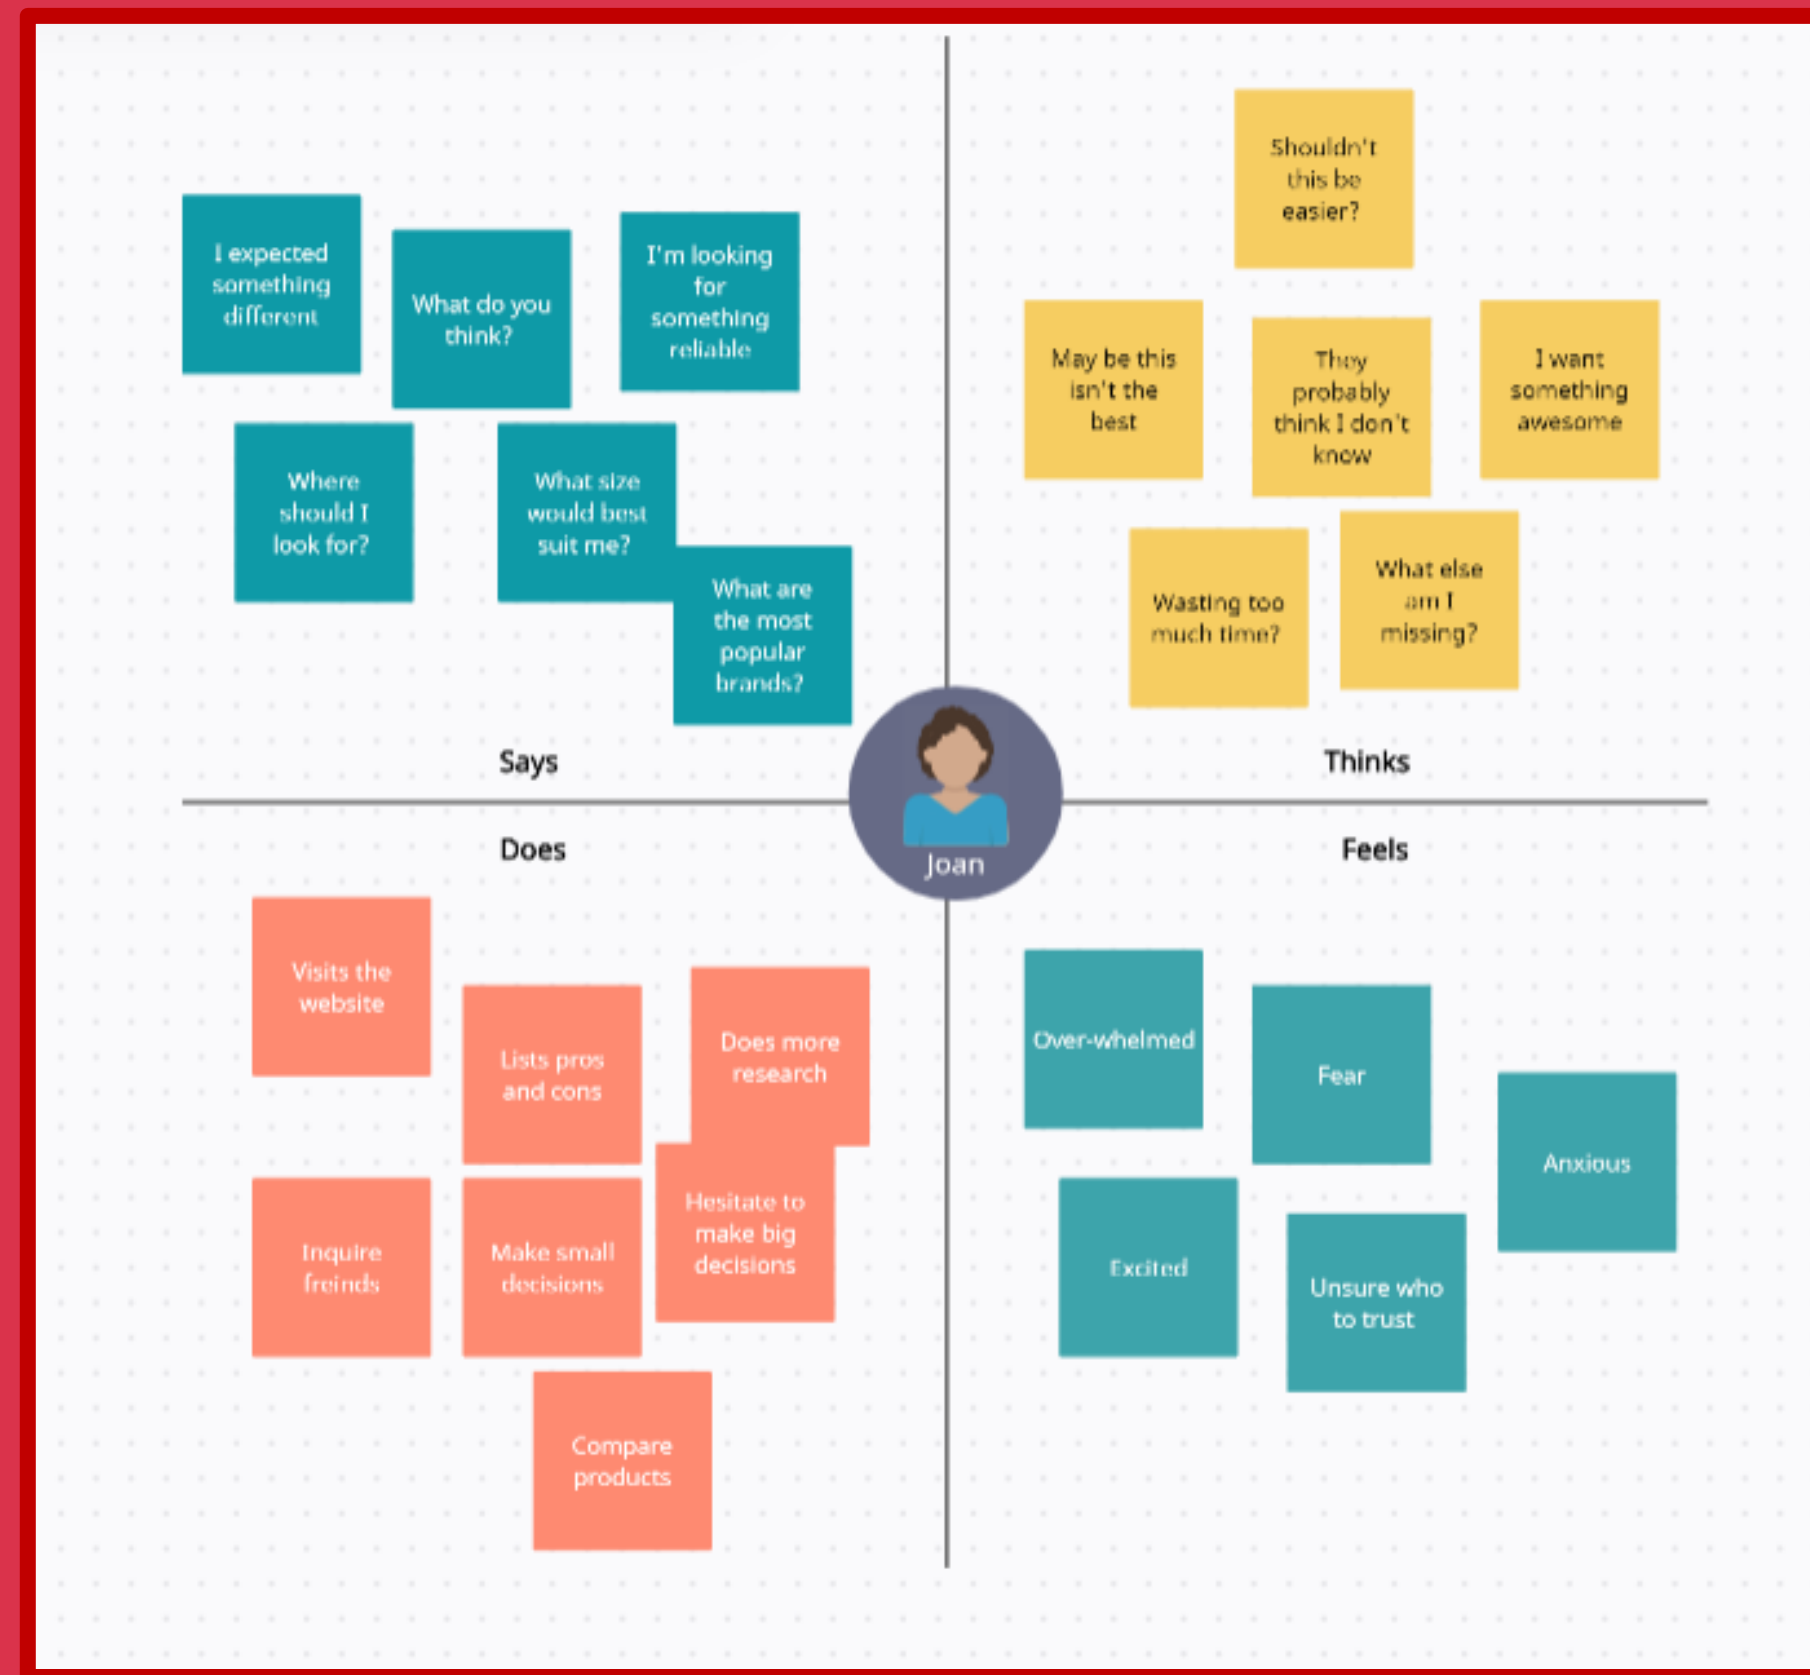 I expected
something
different
What do you
think?
I'm looking
for
something
reliable
Where
should I
look for?
What size
would best
suit me?
What are
the most
popular
brands?
Says
Shouldn't
this be
easier?
May be this
isn't the
best
They
probably
think I don't
know
I want
something
awesome
Wasting too
much time?
What else
am I
missing?
Thinks
Joan
Does
Visits the
website
Lists pros
and cons
Does more
research
Inquire
freinds
Make small
decisions
Hesitate to
make big
decisions
Compare
products
Feels
Over-whelmed
Fear
Anxious
Excited
Unsure who
to trust